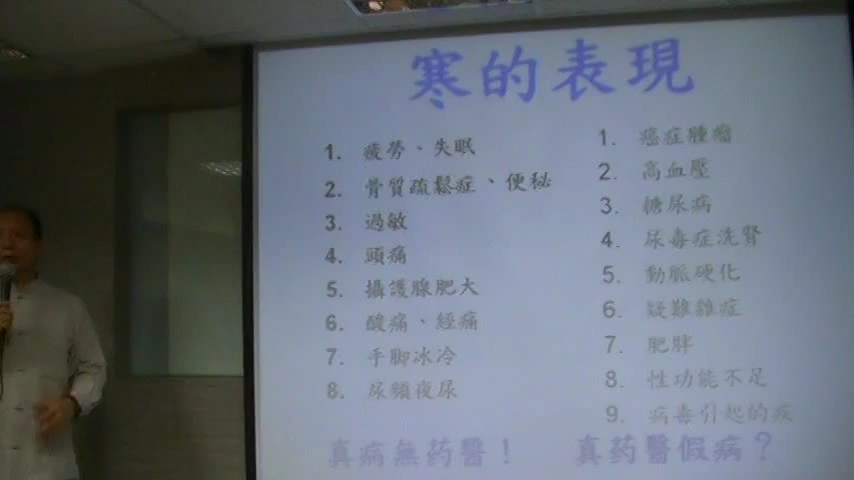 寒的表現
1. 疲勞、失眠
2. 骨質疏鬆症、便秘
3. 過敏
4. 頭痛
5. 攝護腺肥大
6. 酸痛、經痛
7. 手腳冰冷
8. 尿頻夜尿
1. 癌症腫瘤
2. 高血壓
3. 糖尿病
4. 尿毒症洗腎
5. 動脈硬化
6. 疑難雜症
7. 肥胖
8. 性功能不足
9. 病毒引起的疾
真病無药醫!
真药醫假病?